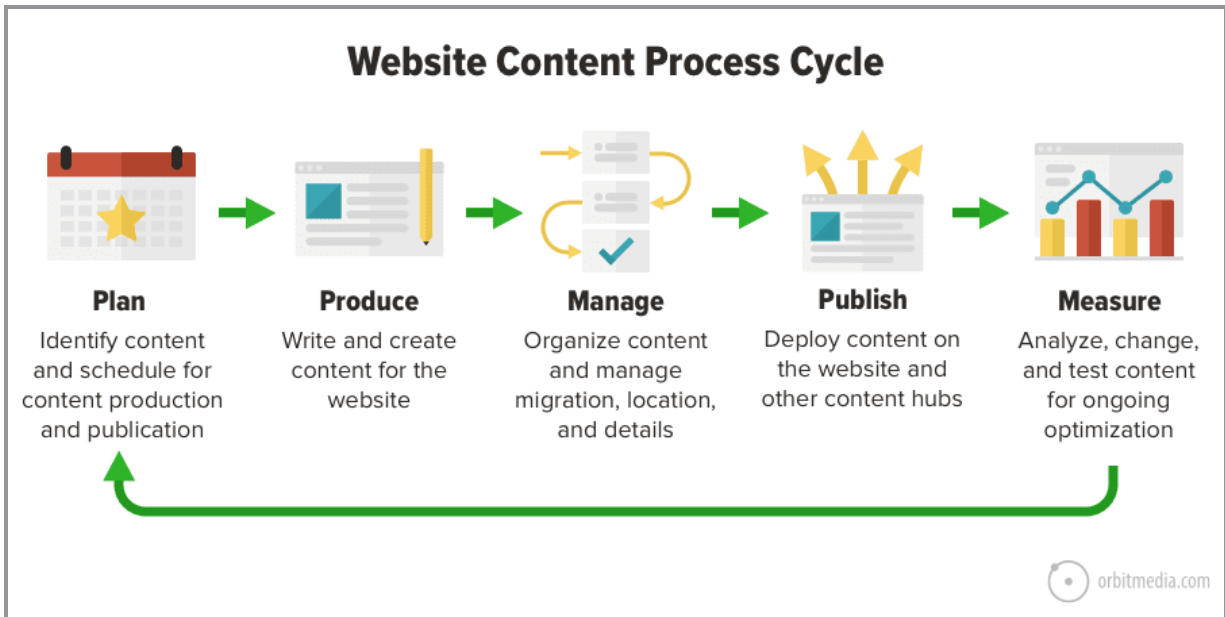 Website Content Process Cycle
Plan
Identify content
and schedule for
content production
and publication
Produce
Write and create
content for the
website
Manage
Organize content
and manage
migration, location,
and details
Publish
Deploy content on
the website and
other content hubs
Measure
Analyze, change,
and test content
for ongoing
optimization
orbitmedia.com